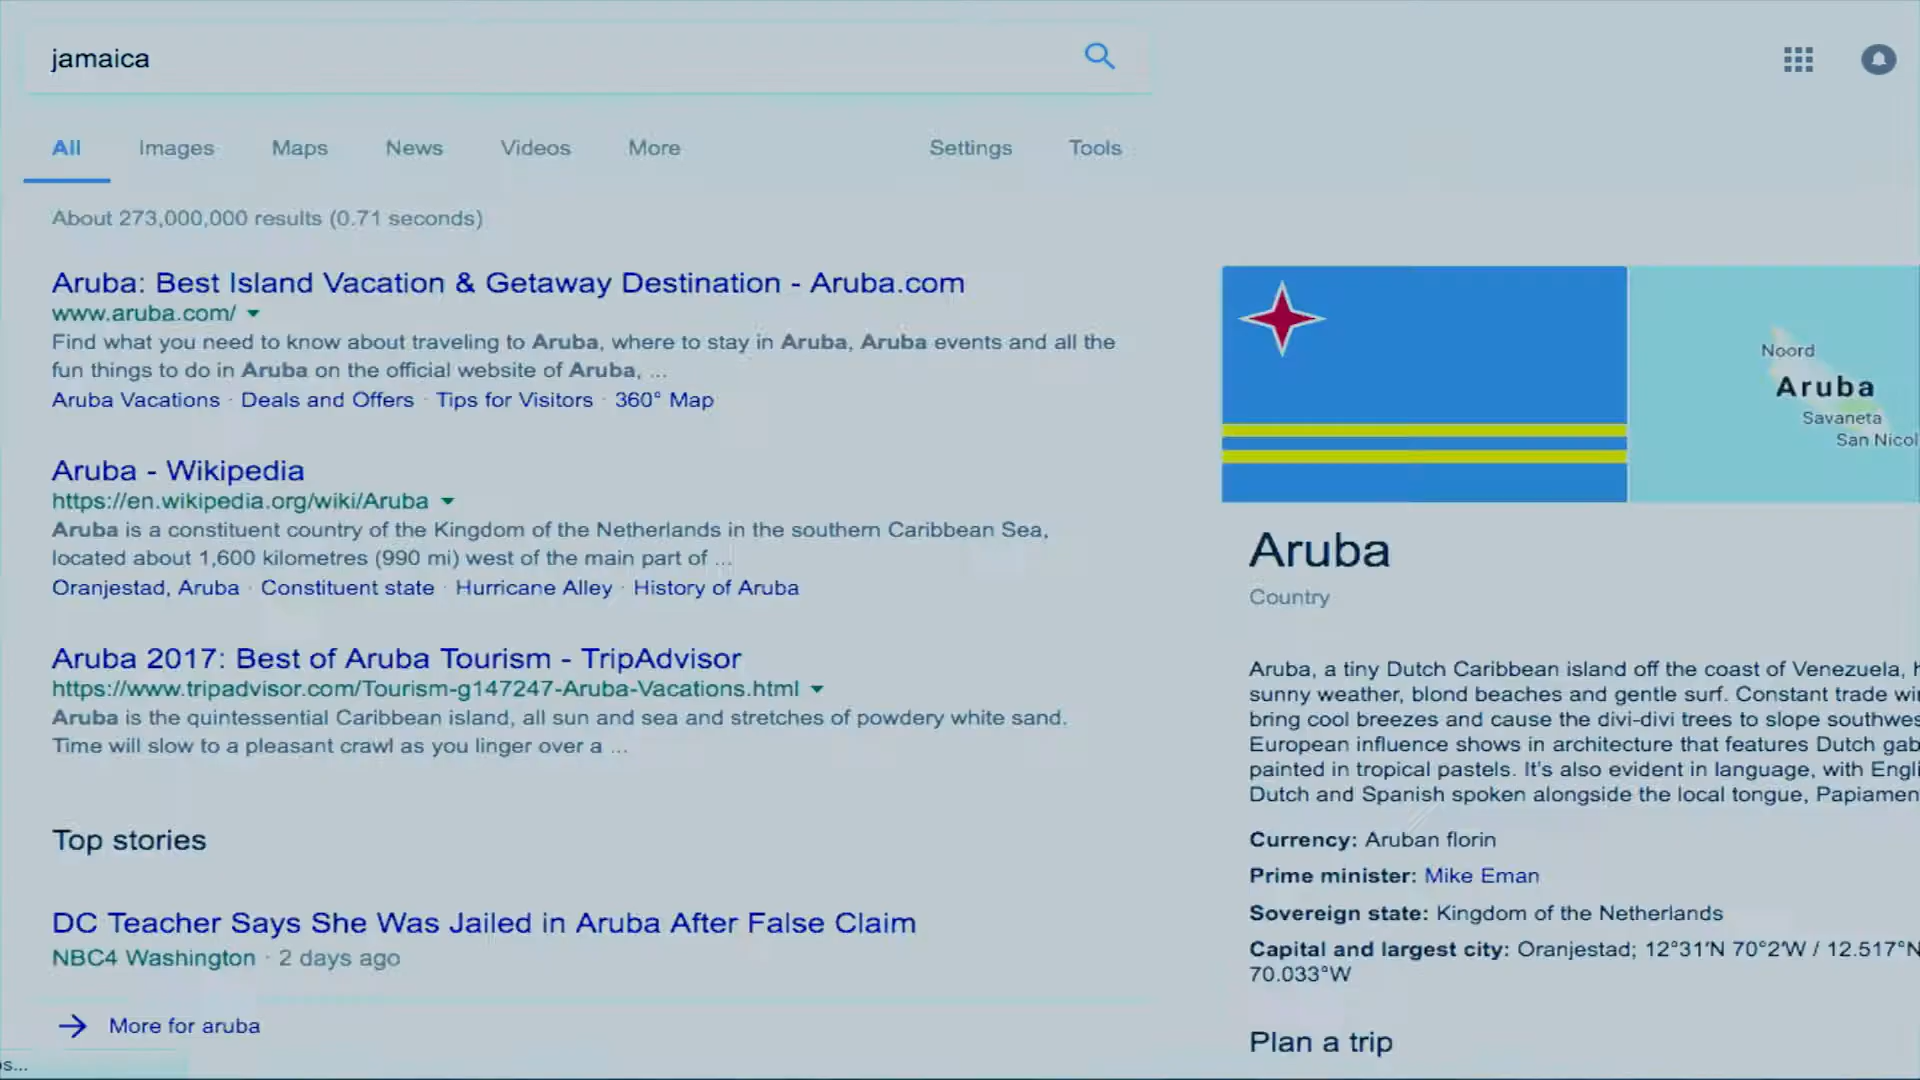 jamaica
All Images Maps News Videos More Settings Tools
About 273,000,000 results (0.71 seconds)
Aruba: Best Island Vacation & Getaway Destination - Aruba.com
www.aruba.com/
Find what you need to know about traveling to Aruba, where to stay in Aruba, Aruba events and all the
fun things to do in Aruba on the official website of Aruba, ...
Aruba Vacations · Deals and Offers · Tips for Visitors · 360° Map
Aruba - Wikipedia
https://en.wikipedia.org/wiki/Aruba
Aruba is a constituent country of the Kingdom of the Netherlands in the southern Caribbean Sea,
located about 1,600 kilometres (990 mi) west of the main part of ...
Oranjestad, Aruba · Constituent state · Hurricane Alley · History of Aruba
Aruba 2017: Best of Aruba Tourism - TripAdvisor
https://www.tripadvisor.com/Tourism-g147247-Aruba-Vacations.html
Aruba is the quintessential Caribbean island, all sun and sea and stretches of powdery white sand.
Time will slow to a pleasant crawl as you linger over a ...
Top stories
DC Teacher Says She Was Jailed in Aruba After False Claim
NBC4 Washington · 2 days ago
More for aruba
Noord
Aruba
Savaneta
San Nicol
Aruba
Country
Aruba, a tiny Dutch Caribbean island off the coast of Venezuela, h
sunny weather, blond beaches and gentle surf. Constant trade wi
bring cool breezes and cause the divi-divi trees to slope southwes
European influence shows in architecture that features Dutch gab
painted in tropical pastels. It's also evident in language, with Engli
Dutch and Spanish spoken alongside the local tongue, Papiamen
Currency: Aruban florin
Prime minister: Mike Eman
Sovereign state: Kingdom of the Netherlands
Capital and largest city: Oranjestad; 12°31′N 70°2′W / 12.517°N
70.033°W
Plan a trip